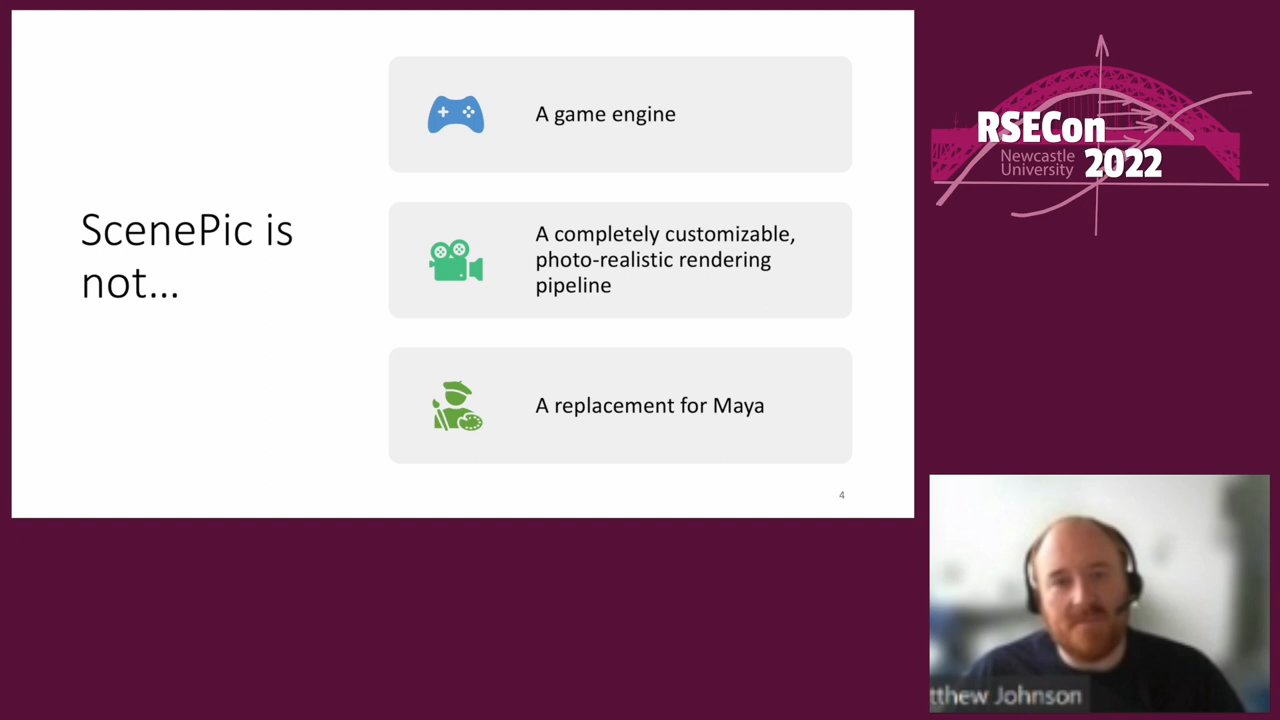 ScenePic is
not...
A game engine
A completely customizable,
photo-realistic rendering
pipeline
A replacement for Maya
4
RSECon
Newcastle
University
2022
tthew Johnson